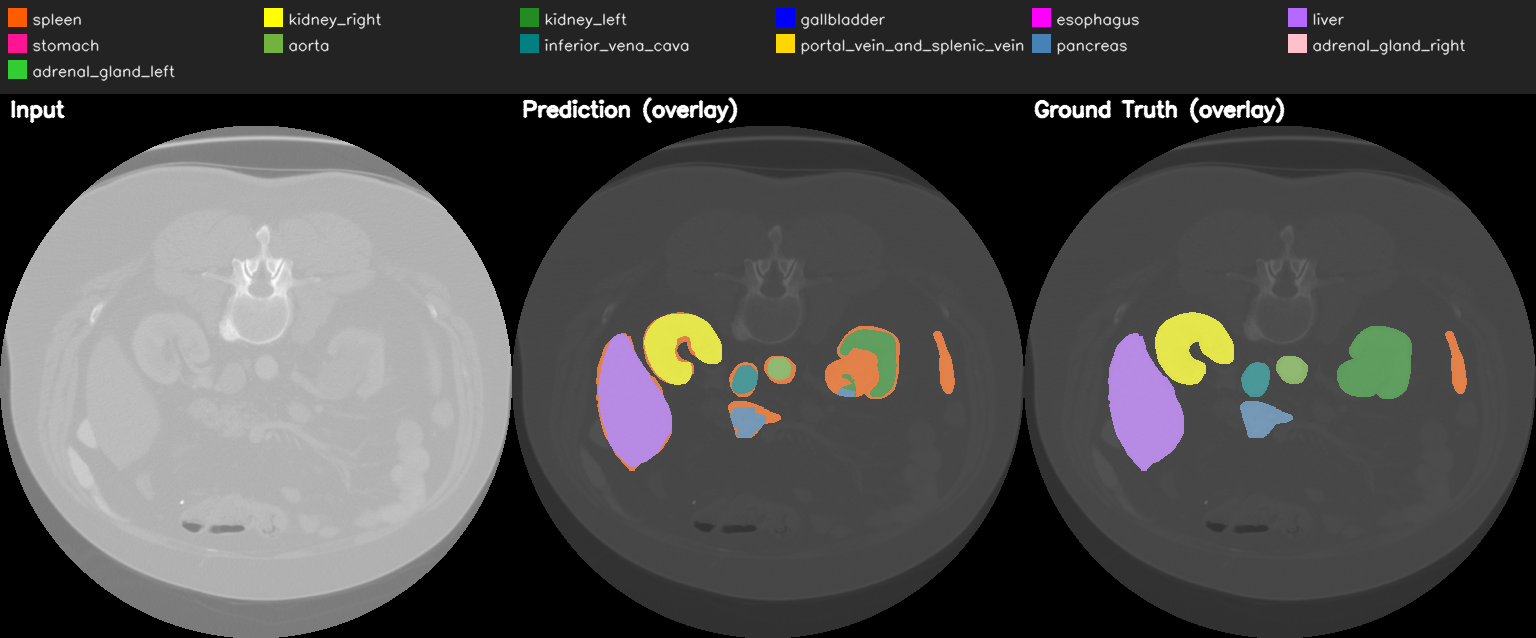 spleen kidney_right kidney_left gallbladder esophagus liver
stomach aorta inferior_vena_cava portal_vein_and_splenic_vein pancreas adrenal_gland_right
adrenal_gland_left
Input Prediction (overlay) Ground Truth (overlay)